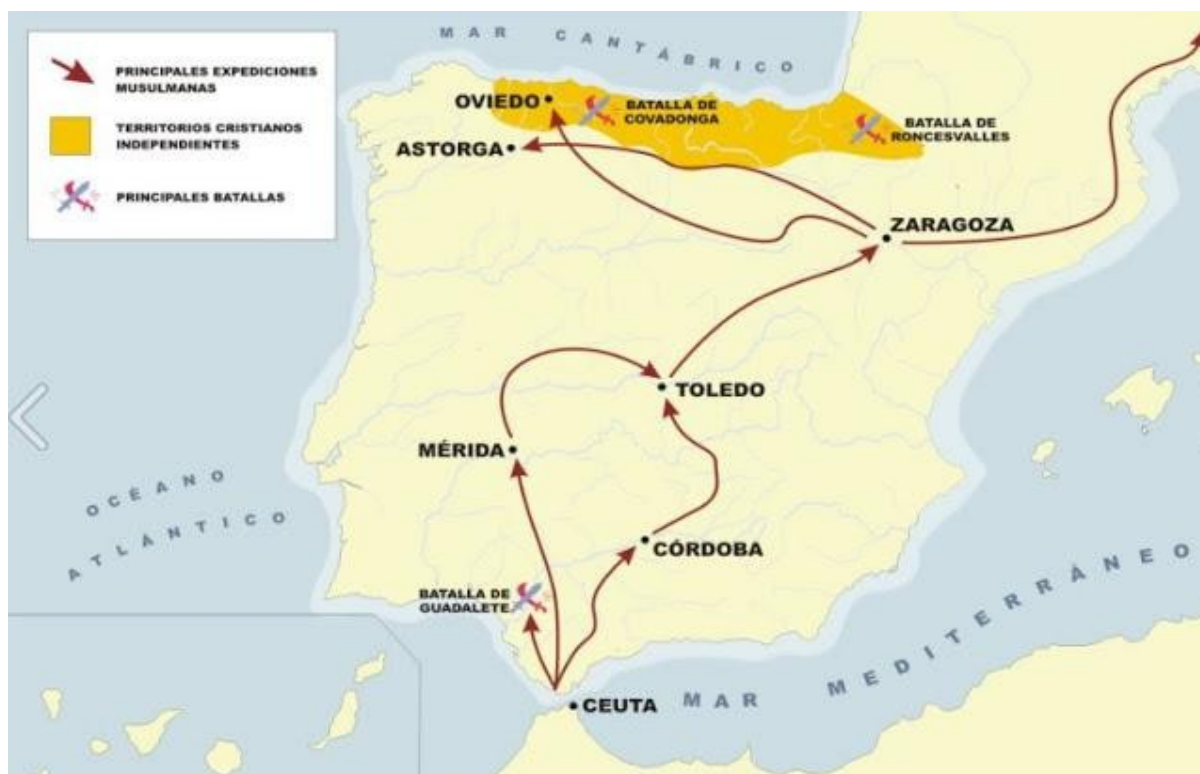 MAR CANTÁBRICO
PRINCIPALES EXPEDICIONES
MUSULMANAS
TERRITORIOS CRISTIANOS
INDEPENDIENTES
PRINCIPALES BATALLAS
OVIEDO
BATALLA DE
COVADONGA
BATALLA DE
RONCESVALLES
ASTORGA
ZARAGOZA
TOLEDO
MÉRIDA
OCÉANO
ATLÁNTICO
CÓRDOBA
BATALLA DE
GUADALETE
CEUTA
MAR MEDITERRÁNEO